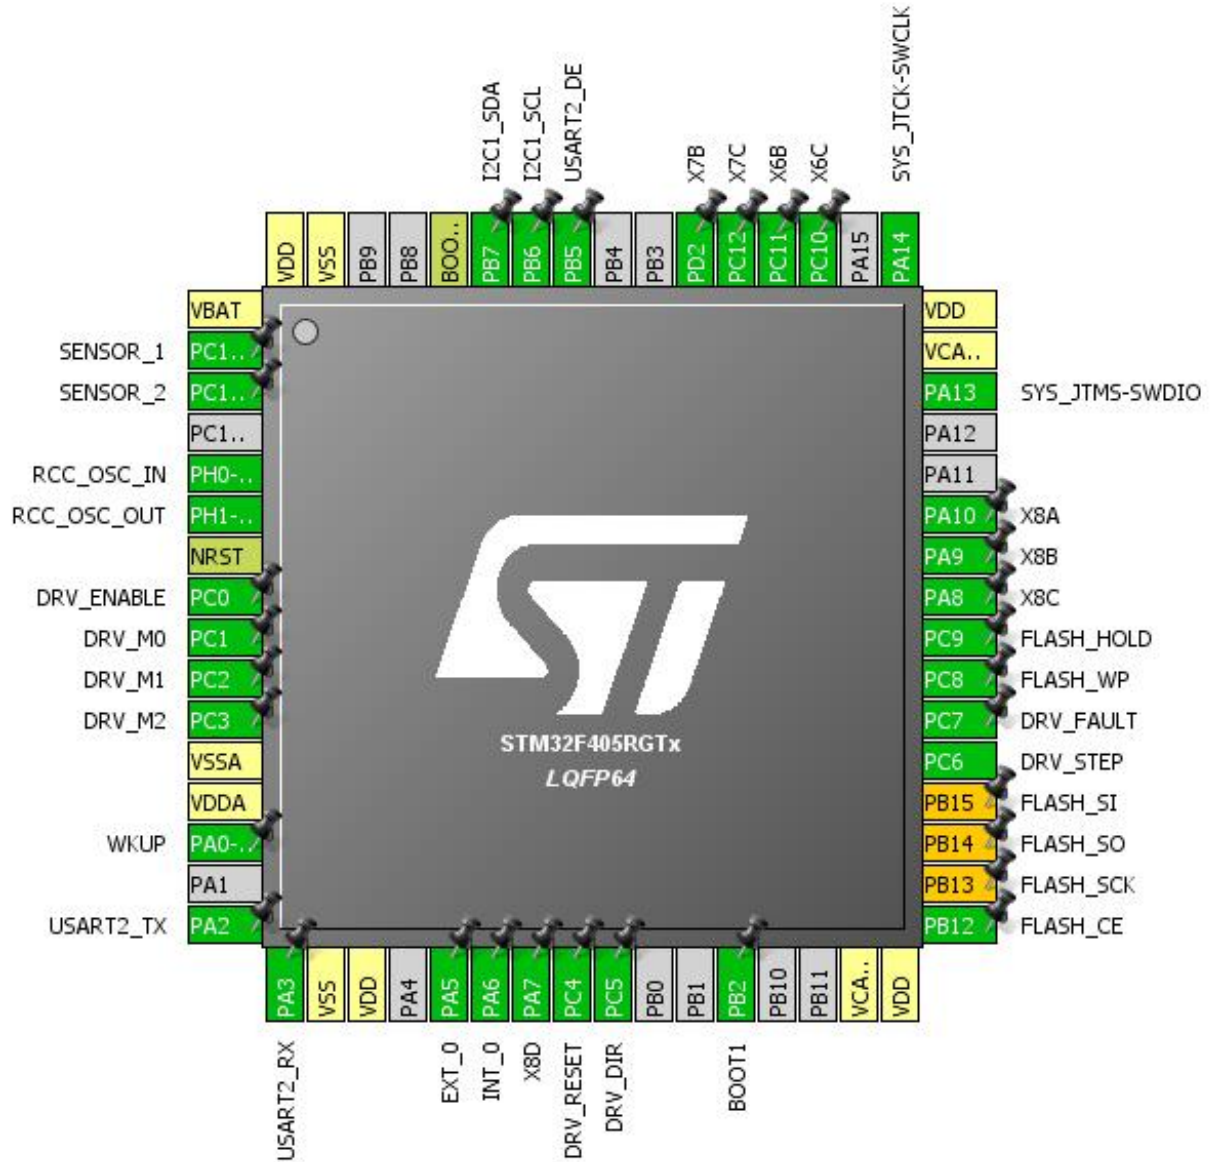 I2C1_SDA
I2C1_SCL
USART2_DE
X7B
X7C
X6B
X6C
SYS_JTCK-SWCLK
VDD
VSS
PB9
PB8
BOO..
PB7
PB6
PB5
PB4
PB3
PD2
PC12
PC11
PC10
PA15
PA14
VBAT
SENSOR_1 PC1..
SENSOR_2 PC1..
PC1..
RCC_OSC_IN PH0-..
RCC_OSC_OUT PH1-..
NRST
DRV_ENABLE PC0
DRV_M0 PC1
DRV_M1 PC2
DRV_M2 PC3
VSSA
VDDA
WKUP PA0-..
PA1
USART2_TX PA2
ST
STM32F405RGTx
LQFP64
VDD
VCA..
PA13 SYS_JTMS-SWDIO
PA12
PA11
PA10 X8A
PA9 X8B
PA8 X8C
PC9 FLASH_HOLD
PC8 FLASH_WP
PC7 DRV_FAULT
PC6 DRV_STEP
PB15 FLASH_SI
PB14 FLASH_SO
PB13 FLASH_SCK
PB12 FLASH_CE
PA3
VSS
VDD
PA4
PA5
PA6
PA7
PC4
PC5
PB0
PB1
PB2
PB10
PB11
VCA..
VDD
USART2_RX
EXT_0
INT_0
X8D
DRV_RESET
DRV_DIR
BOOT1